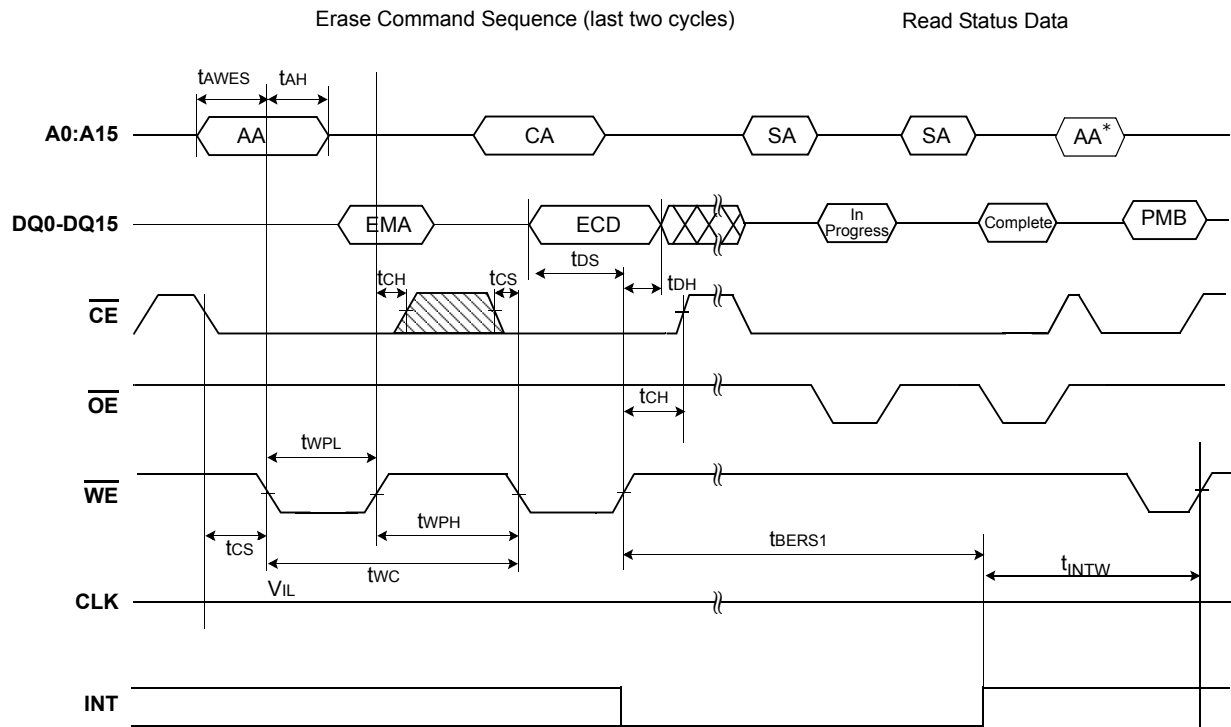 Erase Command Sequence (last two cycles) Read Status Data
tAWES tAH
A0:A15 AA CA SA SA AA*
DQ0-DQ15 EMA ECD In Progress Complete PMB
tDS
tCH tCS tDH
CE
OE
tCH
tWPL
WE
tWPH
tCS tBERS1
tWC tINTW
VIL
CLK
INT